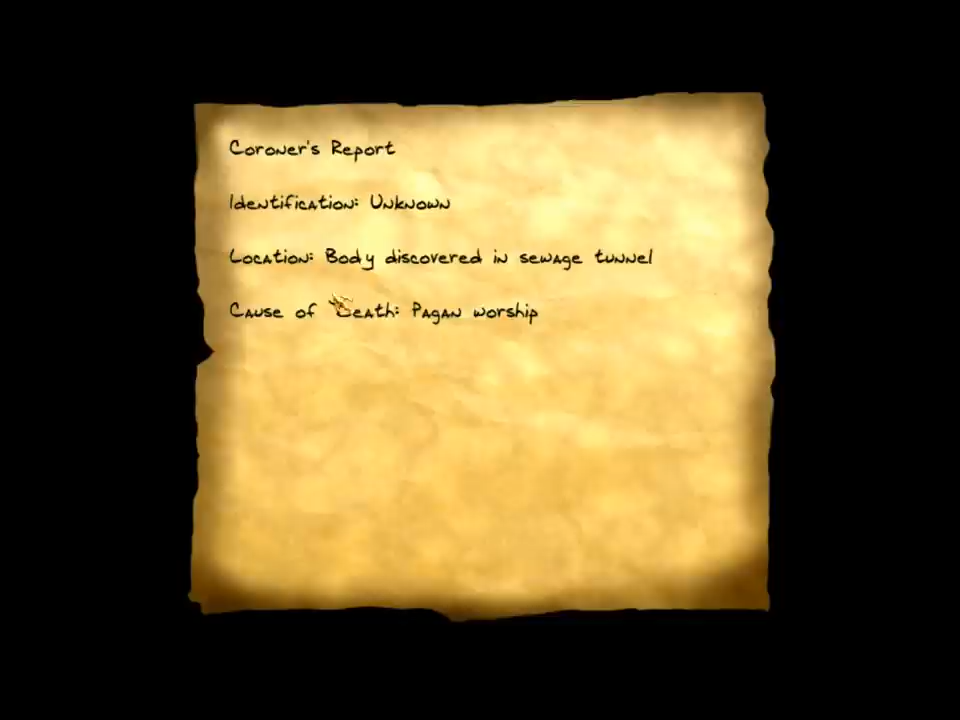 Coroner's Report
Identification: Unknown
Location: Body discovered in sewage tunnel
Cause of Death: Pagan worship